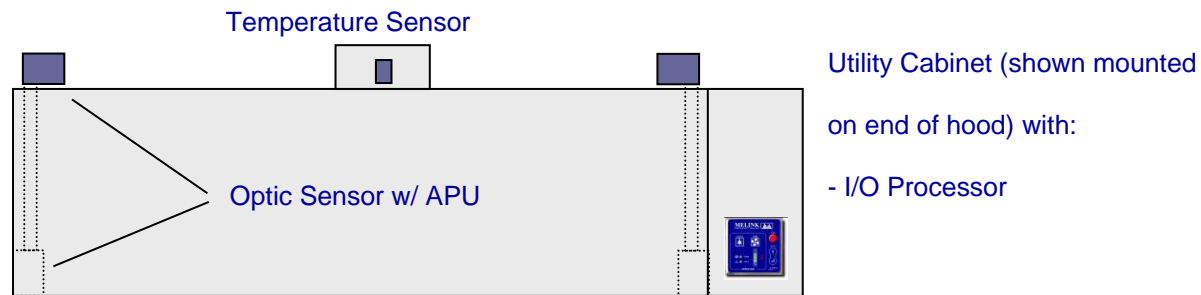 Temperature Sensor
Utility Cabinet (shown mounted
on end of hood) with:
- I/O Processor
Optic Sensor w/ APU
MELINK